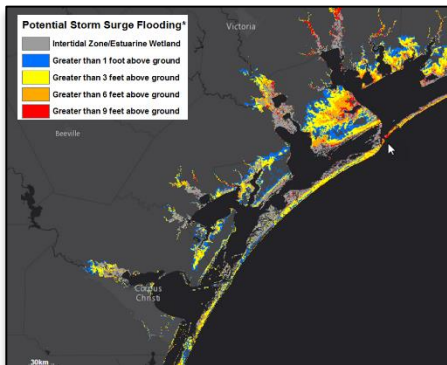 Potential Storm Surge Flooding*
Intertidal Zone/Estuarine Wetland
Greater than 1 foot above ground
Greater than 3 feet above ground
Greater than 6 feet above ground
Greater than 9 feet above ground
Victoria
Beeville
Corpus
Christi
30km